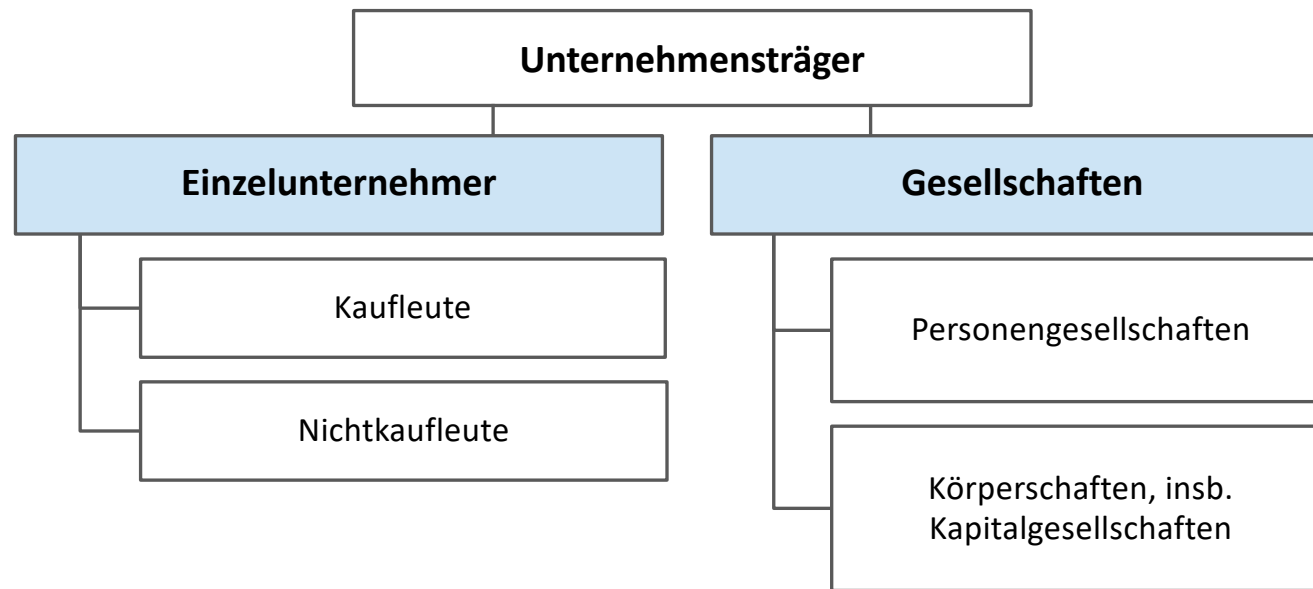 Unternehmensträger
Einzelunternehmer
Kaufleute
Nichtkaufleute
Gesellschaften
Personengesellschaften
Körperschaften, insb.
Kapitalgesellschaften